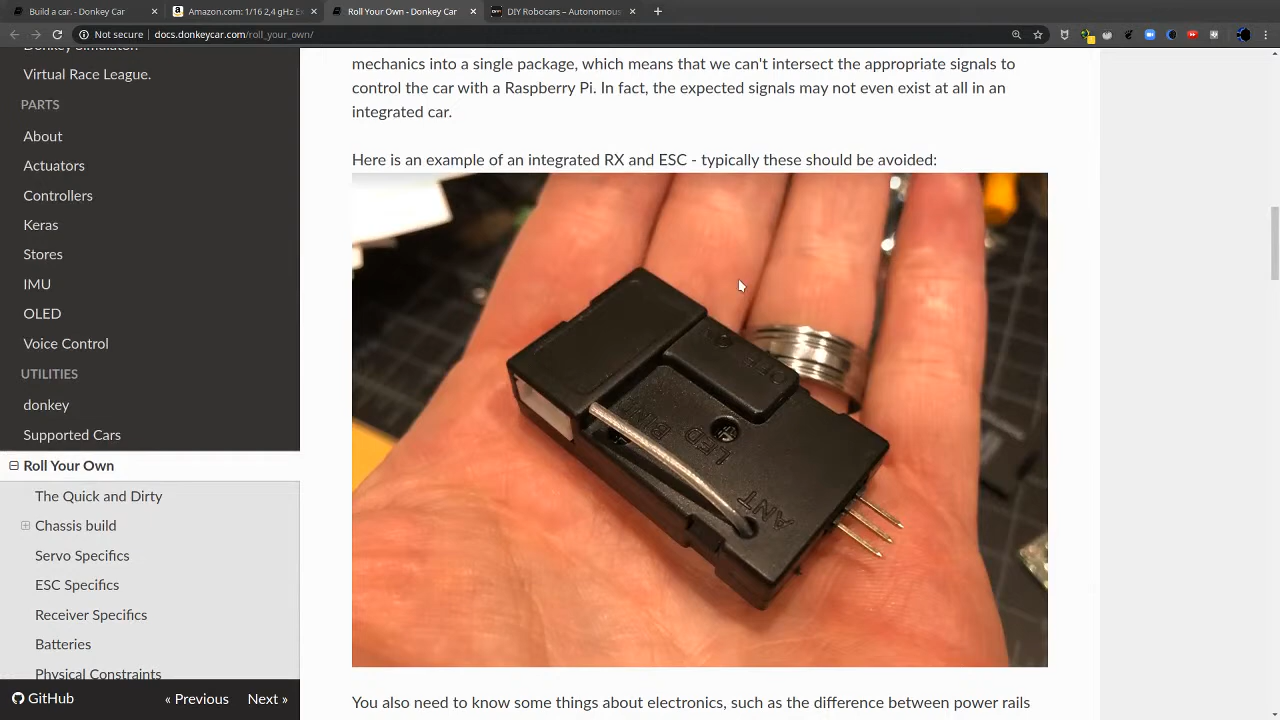 Build a car. - Donkey Car
Amazon.com: 1/16 2,4 gHz E
Roll Your Own - Donkey Car
DIY Robocars – Autonomous
Not secure
docs.donkeycar.com/roll_your_own/
Donkey Simulator.
Virtual Race League.
PARTS
About
Actuators
Controllers
Keras
Stores
IMU
OLED
Voice Control
UTILITIES
donkey
Supported Cars
Roll Your Own
The Quick and Dirty
Chassis build
Servo Specifics
ESC Specifics
Receiver Specifics
Batteries
Physical Constraints
GitHub
« Previous
Next »
mechanics into a single package, which means that we can't intersect the appropriate signals to
control the car with a Raspberry Pi. In fact, the expected signals may not even exist at all in an
integrated car.
Here is an example of an integrated RX and ESC - typically these should be avoided:
LED
ANT
You also need to know some things about electronics, such as the difference between power rails